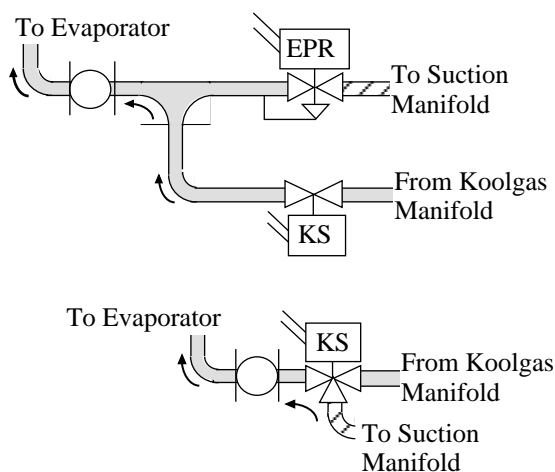 To Evaporator
EPR
To Suction
Manifold
From Koolgas
Manifold
KS
To Evaporator
KS
From Koolgas
Manifold
To Suction
Manifold